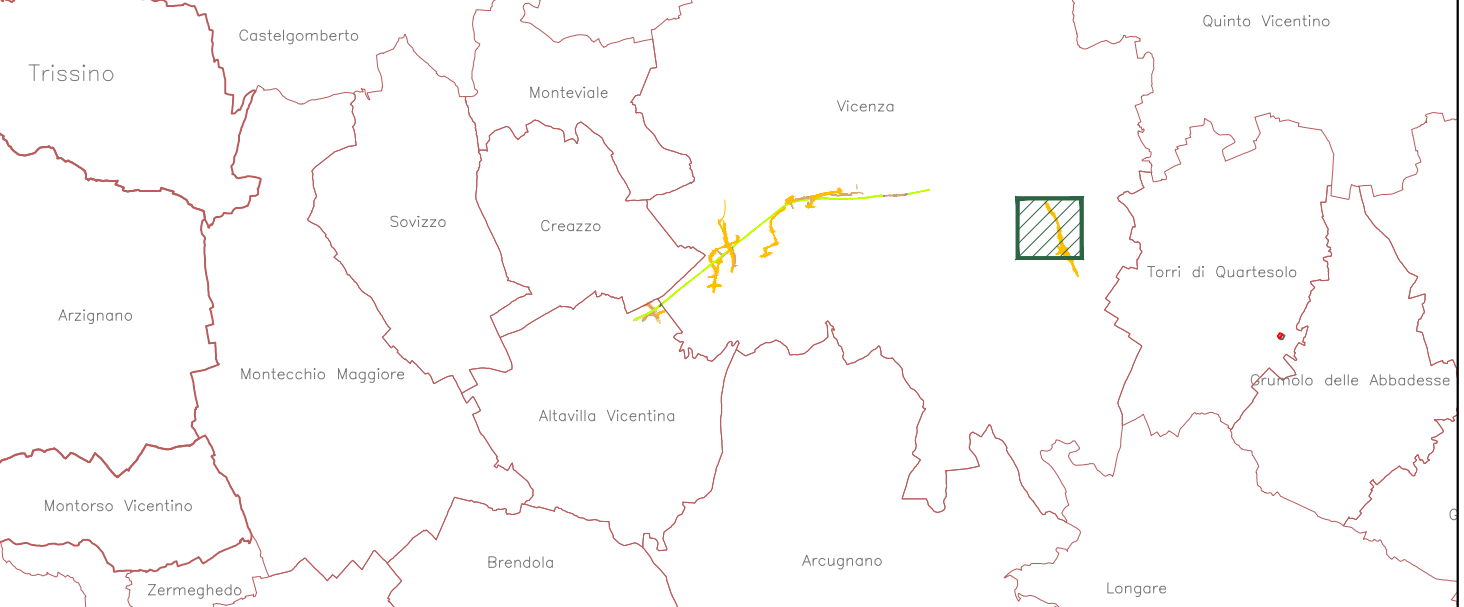 Quinto Vicentino
Castelgomberto
Trissino
Monteviale
Vicenza
Sovizzo
Creazzo
Torri di Quartesolo
Arzignano
Montecchio Maggiore
Grumolo delle Abbadesse
Altavilla Vicentina
Montorso Vicentino
G
Brendola
Arcugnano
Zermeghedo
Longare